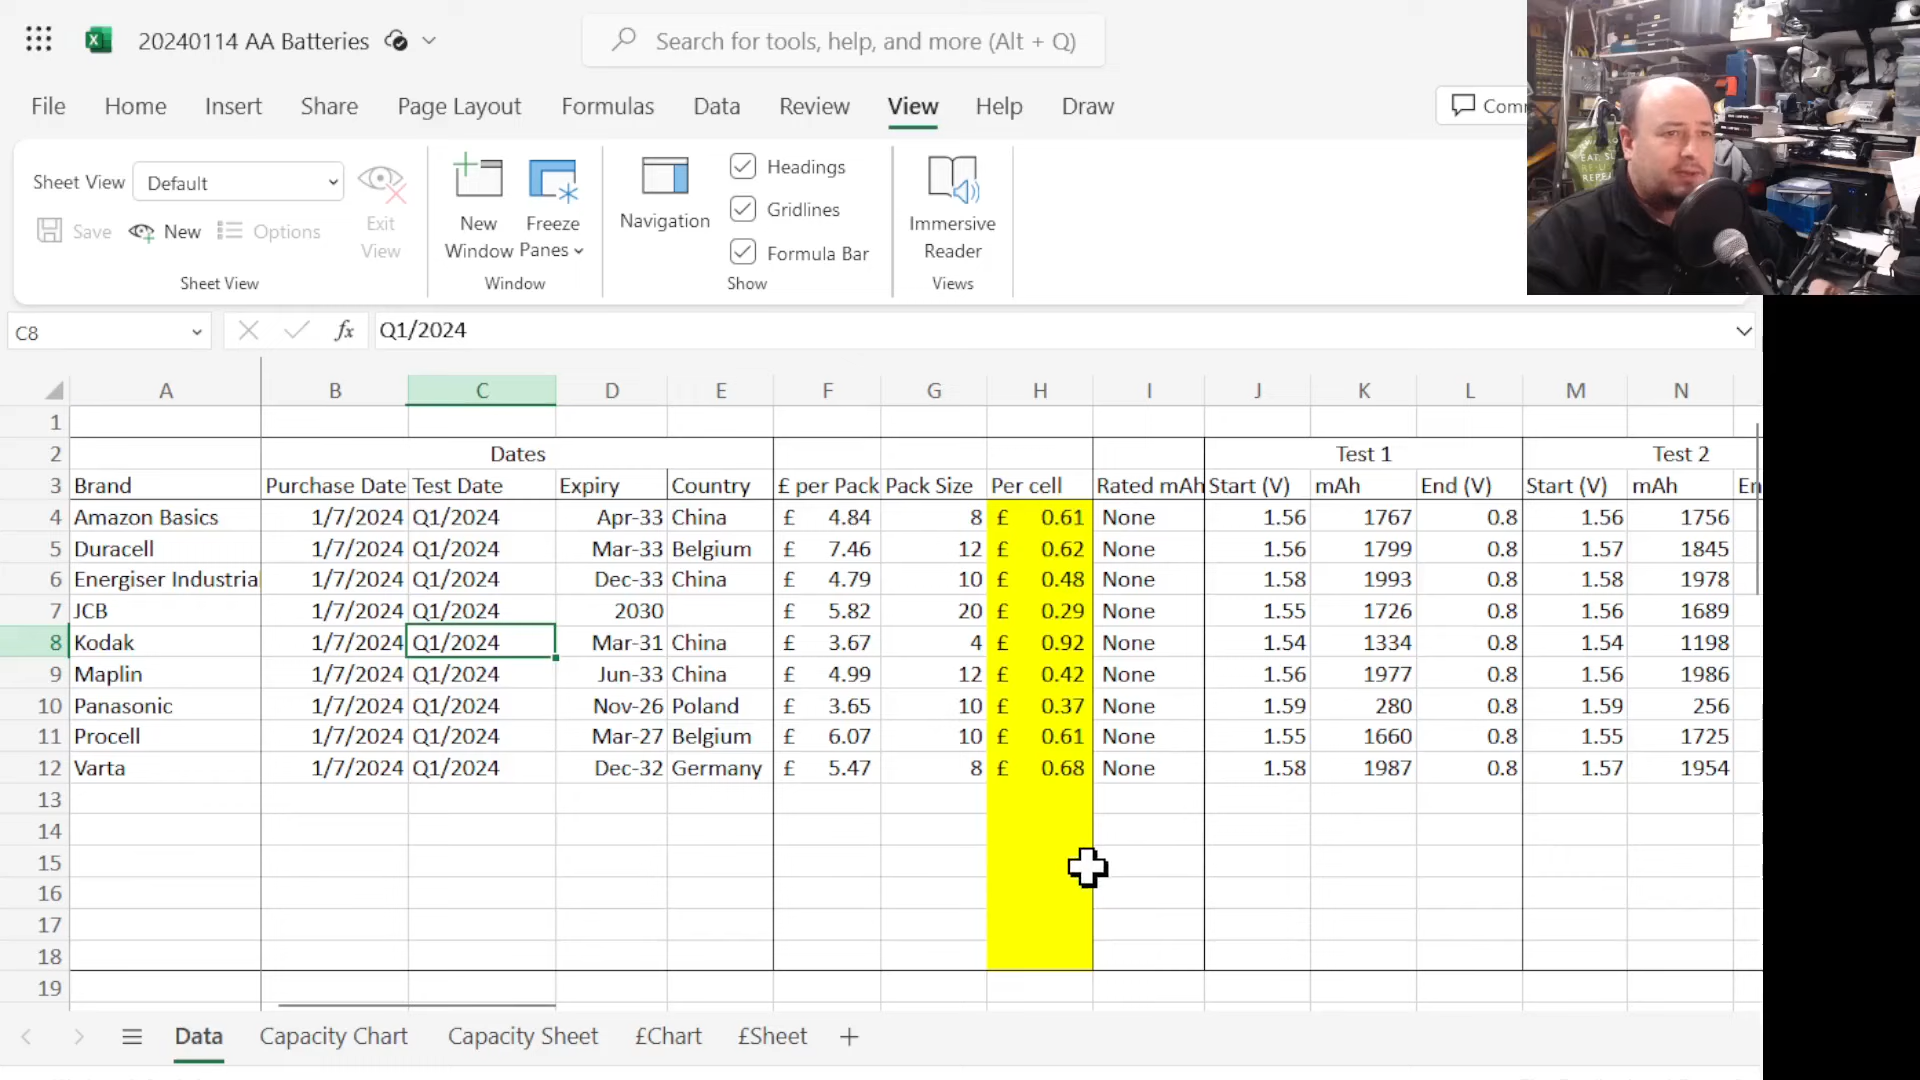 20240114 AA Batteries
Search for tools, help, and more (Alt + Q)
File Home Insert Share Page Layout Formulas Data Review View Help Draw
Comm
Sheet View Default
Save New Options
Exit View
Sheet View
New Window
Freeze Panes
Window
Navigation
Headings
Gridlines
Formula Bar
Show
Immersive Reader
Views
EAT. SL
RE-U
REPEA
C8 fx Q1/2024
A B C D E F G H I J K L M N
1
2 Dates Test 1 Test 2
3 Brand Purchase Date Test Date Expiry Country £ per Pack Pack Size Per cell Rated mAh Start (V) mAh End (V) Start (V) mAh En
4 Amazon Basics 1/7/2024 Q1/2024 Apr-33 China £ 4.84 8 £ 0.61 None 1.56 1767 0.8 1.56 1756
5 Duracell 1/7/2024 Q1/2024 Mar-33 Belgium £ 7.46 12 £ 0.62 None 1.56 1799 0.8 1.57 1845
6 Energiser Industrial 1/7/2024 Q1/2024 Dec-33 China £ 4.79 10 £ 0.48 None 1.58 1993 0.8 1.58 1978
7 JCB 1/7/2024 Q1/2024 2030 £ 5.82 20 £ 0.29 None 1.55 1726 0.8 1.56 1689
8 Kodak 1/7/2024 Q1/2024 Mar-31 China £ 3.67 4 £ 0.92 None 1.54 1334 0.8 1.54 1198
9 Maplin 1/7/2024 Q1/2024 Jun-33 China £ 4.99 12 £ 0.42 None 1.56 1977 0.8 1.56 1986
10 Panasonic 1/7/2024 Q1/2024 Nov-26 Poland £ 3.65 10 £ 0.37 None 1.59 280 0.8 1.59 256
11 Procell 1/7/2024 Q1/2024 Mar-27 Belgium £ 6.07 10 £ 0.61 None 1.55 1660 0.8 1.55 1725
12 Varta 1/7/2024 Q1/2024 Dec-32 Germany £ 5.47 8 £ 0.68 None 1.58 1987 0.8 1.57 1954
13
14
15
16
17
18
19
Data Capacity Chart Capacity Sheet £Chart £Sheet